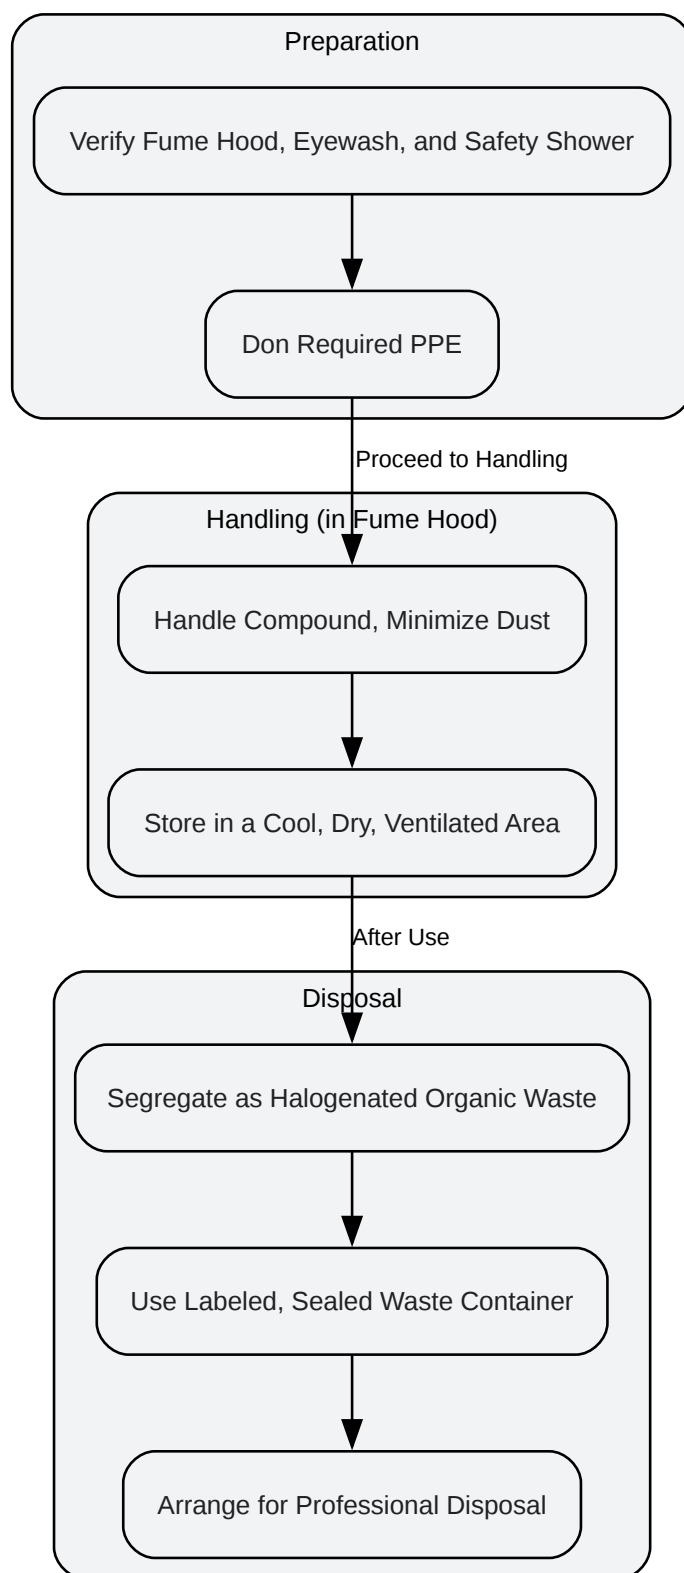 Preparation
Verify Fume Hood, Eyewash, and Safety Shower
Don Required PPE
Proceed to Handling
Handling (in Fume Hood)
Handle Compound, Minimize Dust
Store in a Cool, Dry, Ventilated Area
After Use
Disposal
Segregate as Halogenated Organic Waste
Use Labeled, Sealed Waste Container
Arrange for Professional Disposal